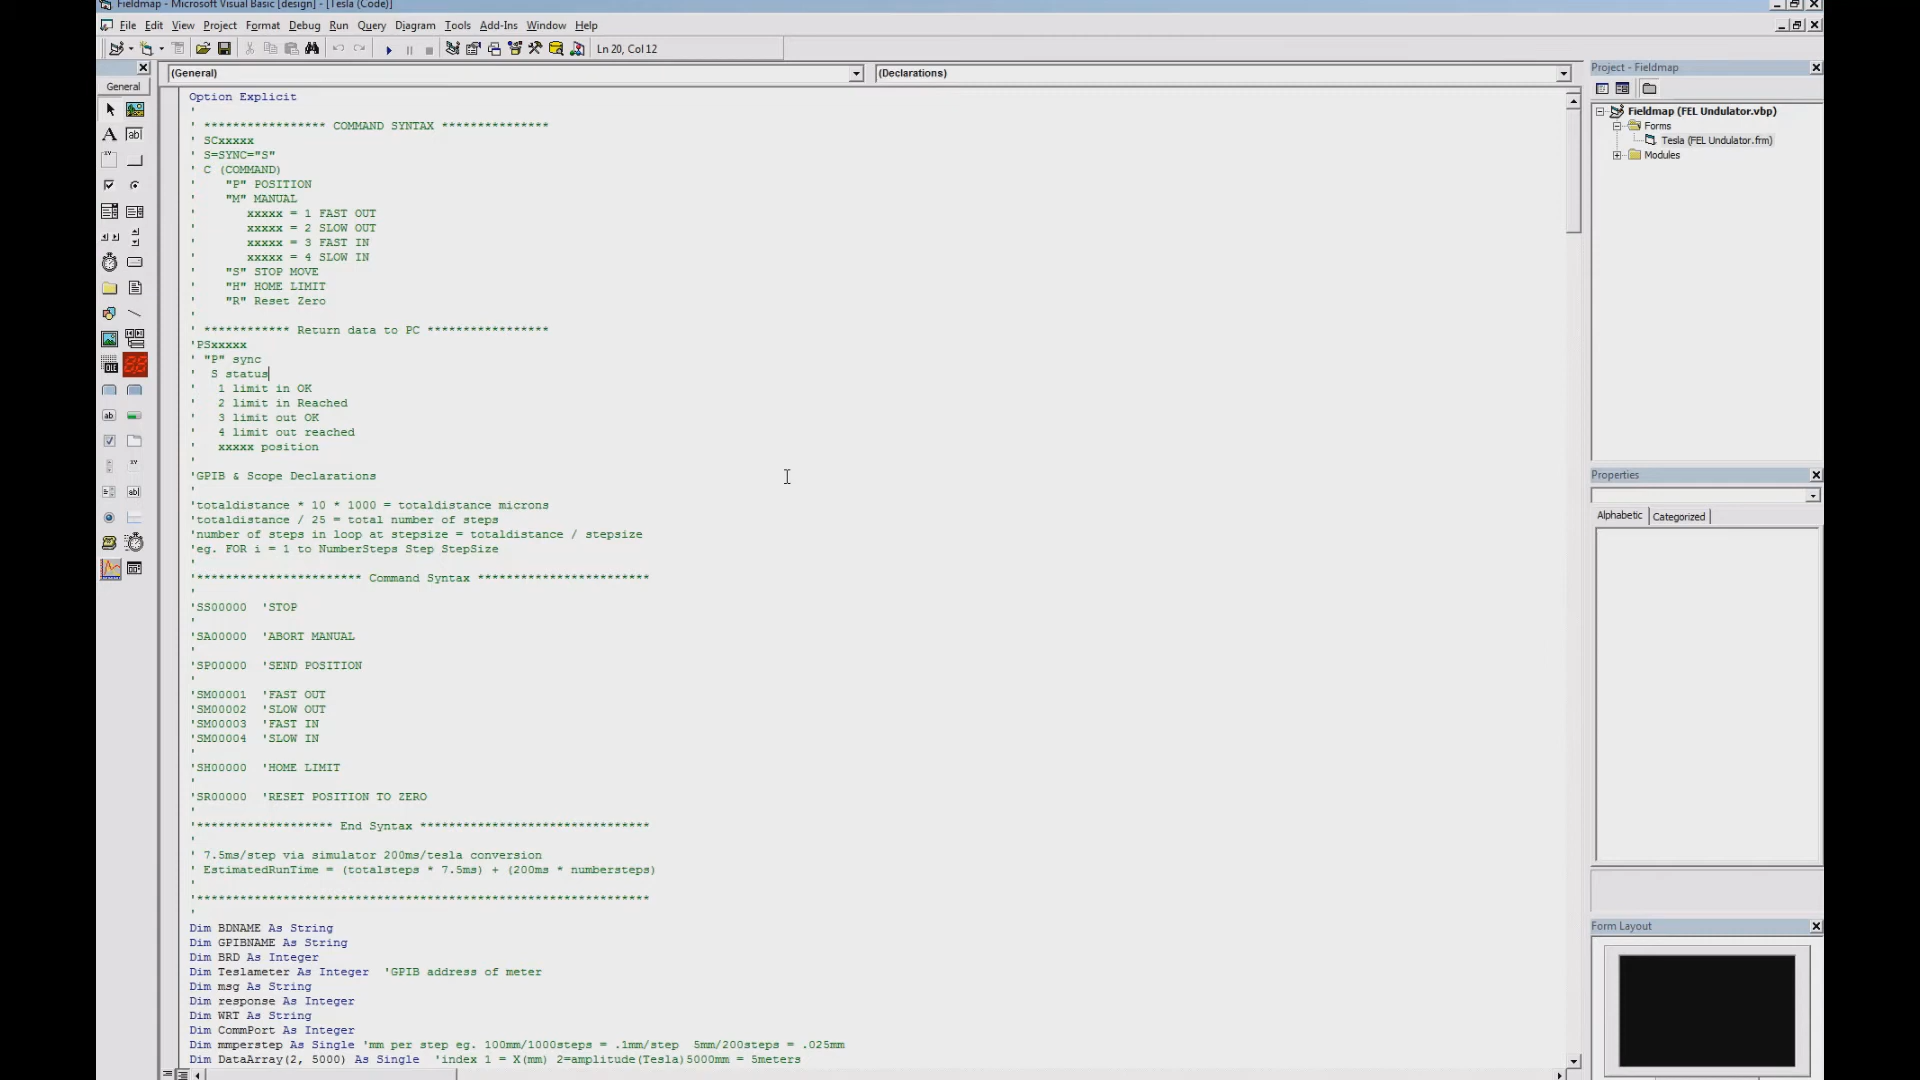 Fieldmap - Microsoft Visual Basic [design] - [Tesla (Code)]
File Edit View Project Format Debug Run Query Diagram Tools Add-Ins Window Help
Ln 20, Col 12
General
(General)
(Declarations)
Option Explicit
'
' ***************** COMMAND SYNTAX ***************
' SCxxxxx
' S=SYNC="S"
' C (COMMAND)
'    "P" POSITION
'    "M" MANUAL
'       xxxxx = 1 FAST OUT
'       xxxxx = 2 SLOW OUT
'       xxxxx = 3 FAST IN
'       xxxxx = 4 SLOW IN
'    "S" STOP MOVE
'    "H" HOME LIMIT
'    "R" Reset Zero
'
' ************ Return data to PC *****************
'PSxxxxx
' "P" sync
'  S status
'   1 limit in OK
'   2 limit in Reached
'   3 limit out OK
'   4 limit out reached
'   xxxxx position
'
'GPIB & Scope Declarations
'
'totaldistance * 10 * 1000 = totaldistance microns
'totaldistance / 25 = total number of steps
'number of steps in loop at stepsize = totaldistance / stepsize
'eg. FOR i = 1 to NumberSteps Step StepSize
'
'*********************** Command Syntax ************************
'
'SS00000  'STOP
'
'SA00000  'ABORT MANUAL
'
'SP00000  'SEND POSITION
'
'SM00001  'FAST OUT
'SM00002  'SLOW OUT
'SM00003  'FAST IN
'SM00004  'SLOW IN
'
'SH00000  'HOME LIMIT
'
'SR00000  'RESET POSITION TO ZERO
'
'******************* End Syntax ********************************
'
' 7.5ms/step via simulator 200ms/tesla conversion
' EstimatedRunTime = (totalsteps * 7.5ms) + (200ms * numbersteps)
'
'***************************************************************
'
Dim BDNAME As String
Dim GPIBNAME As String
Dim BRD As Integer
Dim Teslameter As Integer  'GPIB address of meter
Dim msg As String
Dim response As Integer
Dim WRT As String
Dim CommPort As Integer
Dim mmperstep As Single 'mm per step eg. 100mm/1000steps = .1mm/step  5mm/200steps = .025mm
Dim DataArray(2, 5000) As Single  'index 1 = X(mm) 2=amplitude(Tesla)5000mm = 5meters
Project - Fieldmap
Fieldmap (FEL Undulator.vbp)
Forms
Tesla (FEL Undulator.frm)
Modules
Properties
Alphabetic Categorized
Form Layout